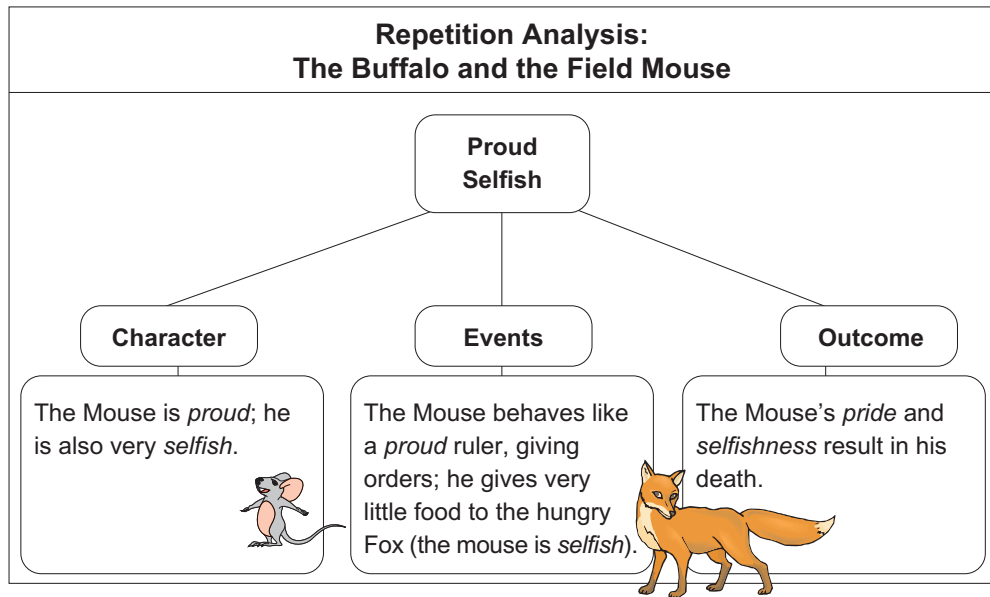 Repetition Analysis:
The Buffalo and the Field Mouse
Proud
Selfish
Character
Events
Outcome
The Mouse is proud; he
is also very selfish.
The Mouse behaves like
a proud ruler, giving
orders; he gives very
little food to the hungry
Fox (the mouse is selfish).
The Mouse’s pride and
selfishness result in his
death.